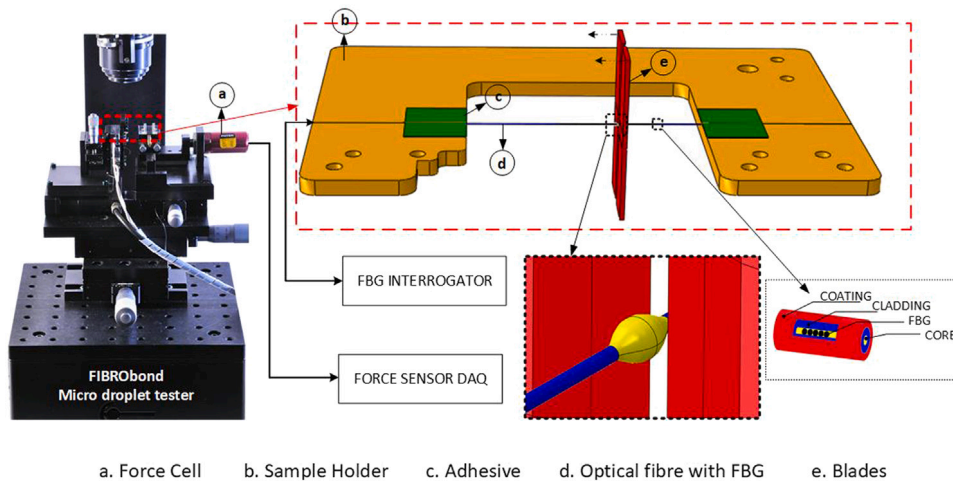 b
a
e
c
d
FBG INTERROGATOR
COATING
CLADDING
FBG
CORE
FORCE SENSOR DAQ
FIBRObond
Micro droplet tester
a. Force Cell b. Sample Holder c. Adhesive d. Optical fibre with FBG e. Blades